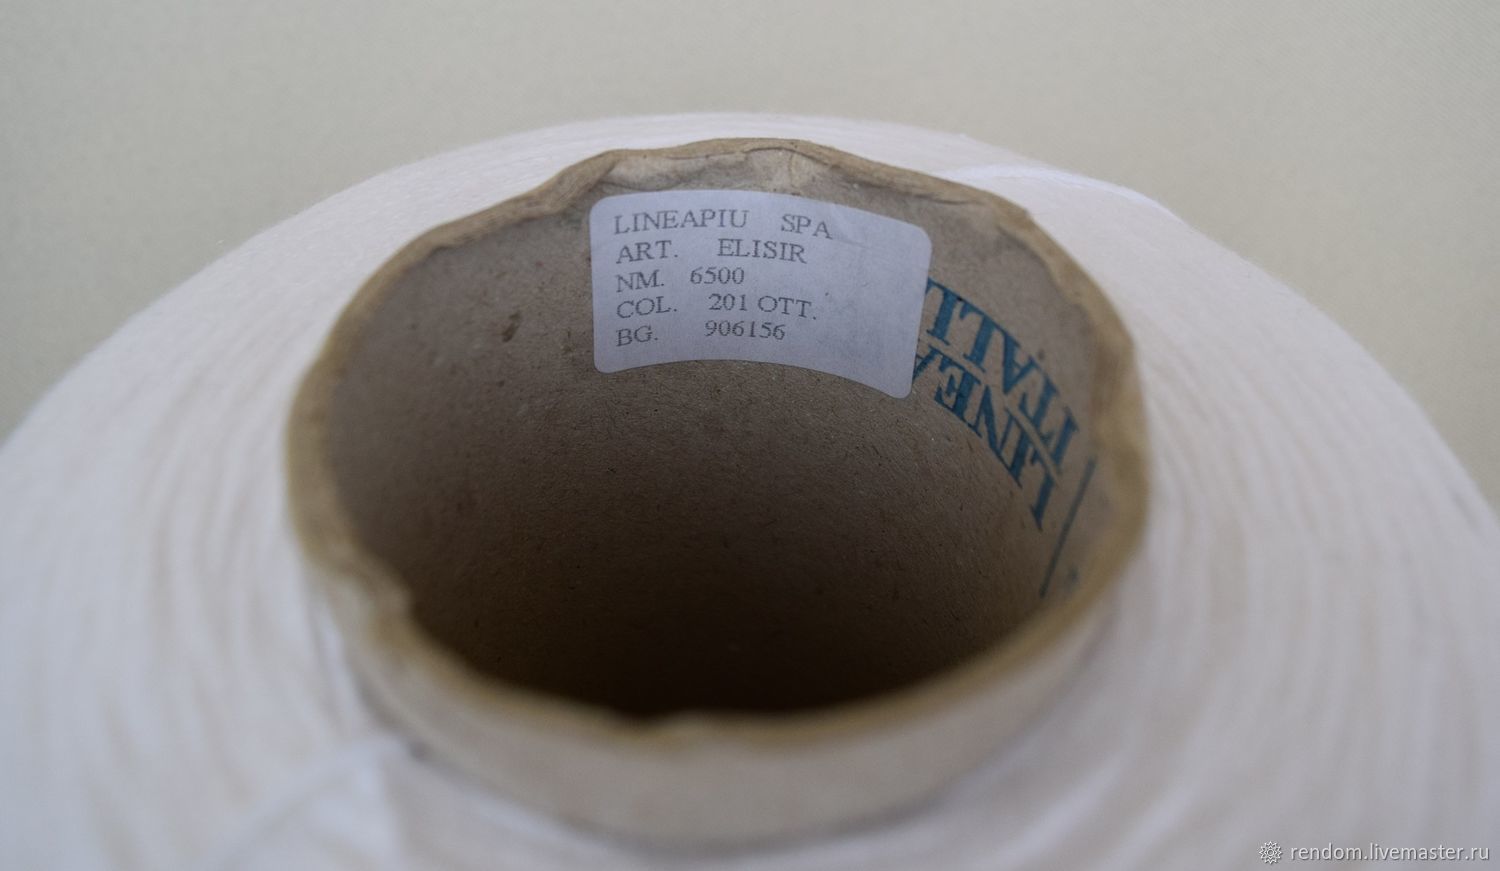 LINEAPIU SPA
ART. ELISIR
NM. 6500
COL. 201 OTT.
BG. 906156
rendom.livemaster.ru